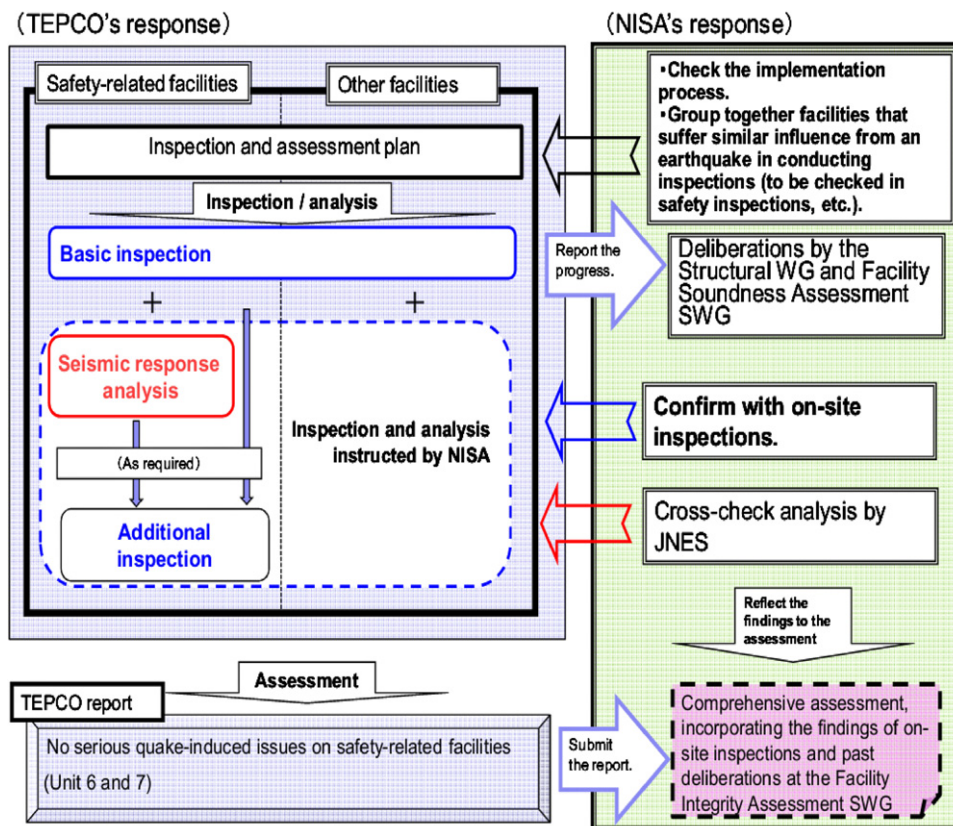 (TEPCO's response)
Safety-related facilities
Other facilities
Inspection and assessment plan
Inspection / analysis
Basic inspection
+
+
Seismic response
analysis
(As required)
Additional
inspection
Inspection and analysis
instructed by NISA
Assessment
TEPCO report
No serious quake-induced issues on safety-related facilities
(Unit 6 and 7)
Report the
progress.
Submit
the report.
(NISA's response)
・Check the implementation
process.
・Group together facilities that
suffer similar influence from an
earthquake in conducting
inspections (to be checked in
safety inspections, etc.).
Deliberations by the
Structural WG and Facility
Soundness Assessment
SWG
Confirm with on-site
inspections.
Cross-check analysis by
JNES
Reflect the
findings to the
assessment
Comprehensive assessment,
incorporating the findings of on-
site inspections and past
deliberations at the Facility
Integrity Assessment SWG